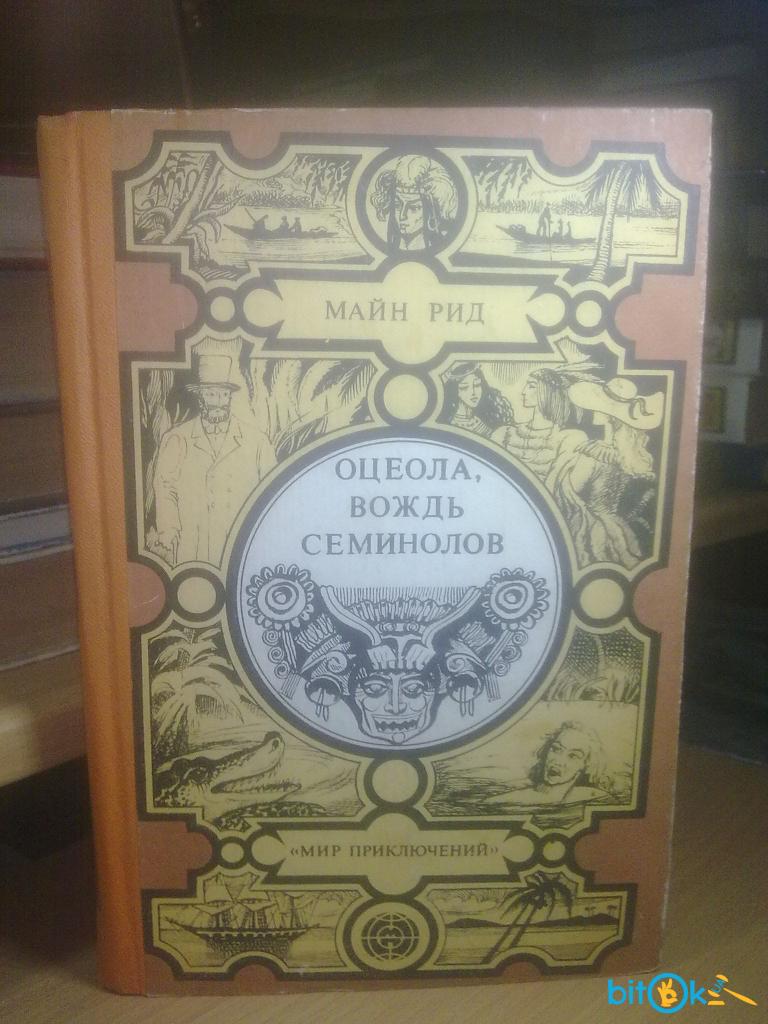 МАЙН РИД
ОЦЕОЛА,
ВОЖДЬ
СЕМИНОЛОВ
«МИР ПРИКЛЮЧЕНИЙ»
bitOk